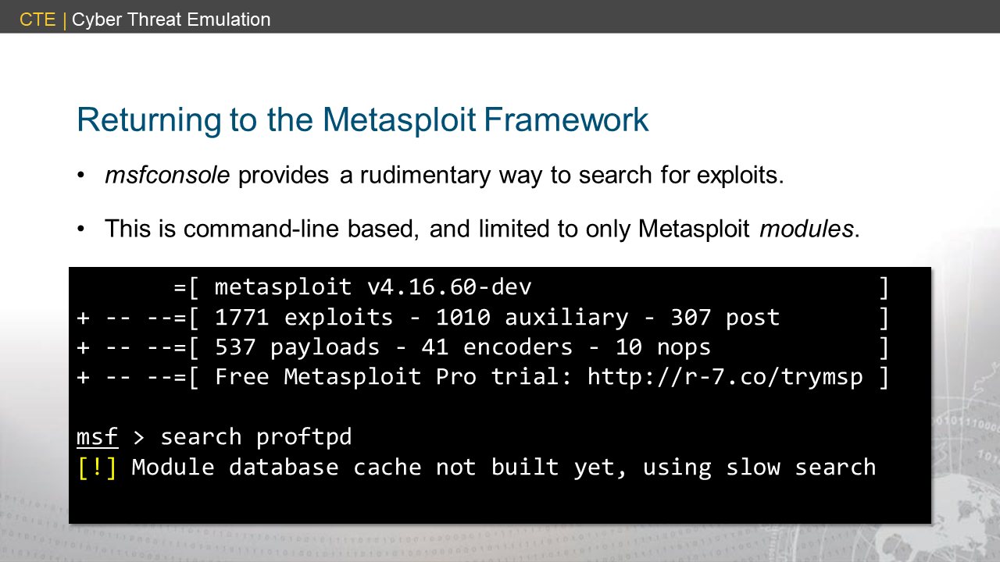 CTE | Cyber Threat Emulation
Returning to the Metasploit Framework
• msfconsole provides a rudimentary way to search for exploits.
• This is command-line based, and limited to only Metasploit modules.
=[ metasploit v4.16.60-dev ]
+ -- --=[ 1771 exploits - 1010 auxiliary - 307 post ]
+ -- --=[ 537 payloads - 41 encoders - 10 nops ]
+ -- --=[ Free Metasploit Pro trial: http://r-7.co/trymsp ]
msf > search proftpd
[!] Module database cache not built yet, using slow search